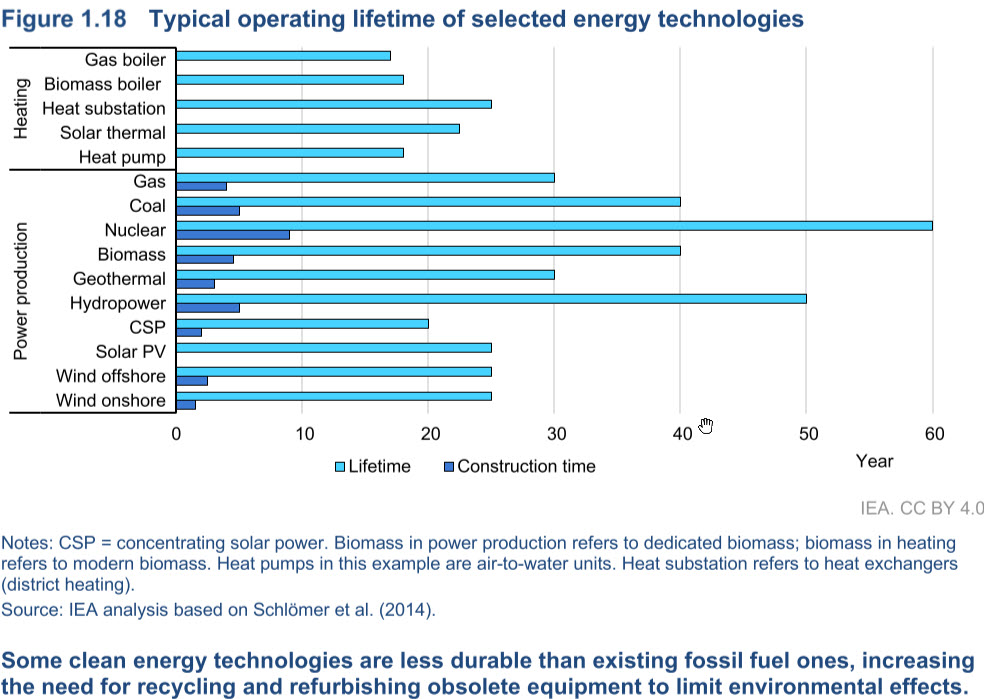 Figure 1.18 Typical operating lifetime of selected energy technologies
Heating
Gas boiler
Biomass boiler
Heat substation
Solar thermal
Heat pump
Power production
Gas
Coal
Nuclear
Biomass
Geothermal
Hydropower
CSP
Solar PV
Wind offshore
Wind onshore
0 10 20 30 40 50 60
Year
Lifetime Construction time
IEA. CC BY 4.0
Notes: CSP = concentrating solar power. Biomass in power production refers to dedicated biomass; biomass in heating
refers to modern biomass. Heat pumps in this example are air-to-water units. Heat substation refers to heat exchangers
(district heating).
Source: IEA analysis based on Schlömer et al. (2014).
Some clean energy technologies are less durable than existing fossil fuel ones, increasing
the need for recycling and refurbishing obsolete equipment to limit environmental effects.